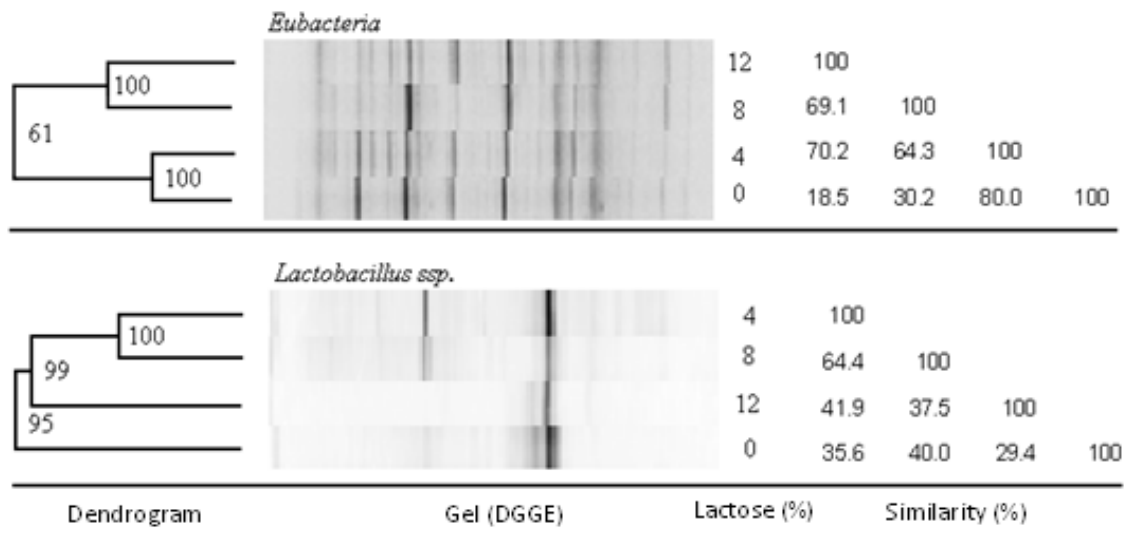 Eubacteria
12 100
100
8 69.1 100
61
4 70.2 64.3 100
100
0 18.5 30.2 80.0 100
Lactobacillus ssp.
4 100
100
8 64.4 100
99
12 41.9 37.5 100
95
0 35.6 40.0 29.4 100
Dendrogram Gel (DGGE) Lactose (%) Similarity (%)